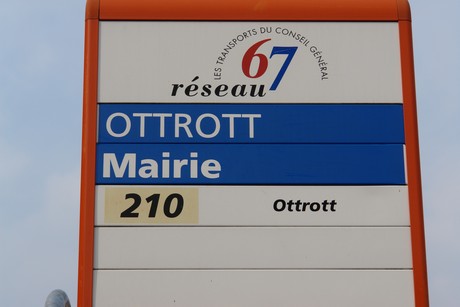 LES TRANSPORTS DU CONSEIL GÉNÉRAL
67
réseau
OTTROTT
Mairie
210 Ottrott